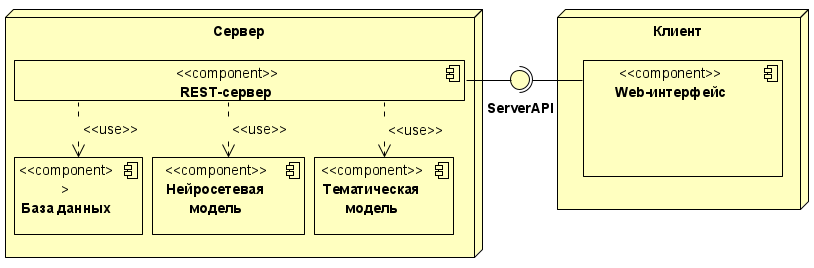 Сервер
Клиент
<<component>>
REST-сервер
<<component>>
Web-интерфейс
ServerAPI
<<use>>
<<use>>
<<use>>
<<component>
>
База данных
<<component>>
Нейросетевая
модель
<<component>>
Тематическая
модель